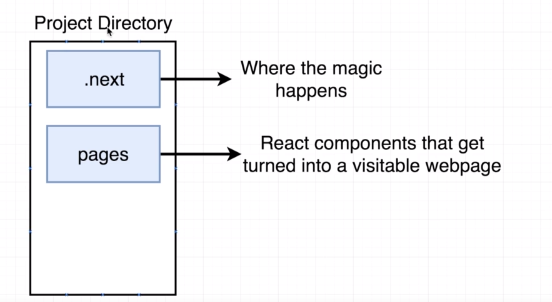 Project Directory
.next
Where the magic
happens
pages
React components that get
turned into a visitable webpage